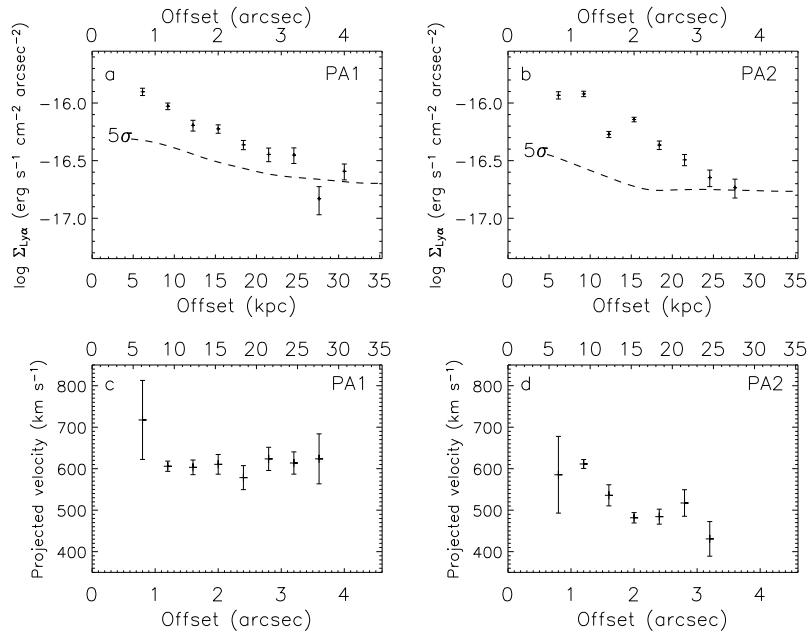 Offset (arcsec)
0 1 2 3 4
a PA1
5σ
−16.0
−16.5
−17.0
log Σ_Lyα (erg s⁻¹ cm⁻² arcsec⁻²)
0 5 10 15 20 25 30 35
Offset (kpc)
Offset (arcsec)
0 1 2 3 4
b PA2
5σ
−16.0
−16.5
−17.0
log Σ_Lyα (erg s⁻¹ cm⁻² arcsec⁻²)
0 5 10 15 20 25 30 35
Offset (kpc)
0 5 10 15 20 25 30 35
c PA1
800
700
600
500
400
Projected velocity (km s⁻¹)
0 1 2 3 4
Offset (arcsec)
0 5 10 15 20 25 30 35
d PA2
800
700
600
500
400
Projected velocity (km s⁻¹)
0 1 2 3 4
Offset (arcsec)